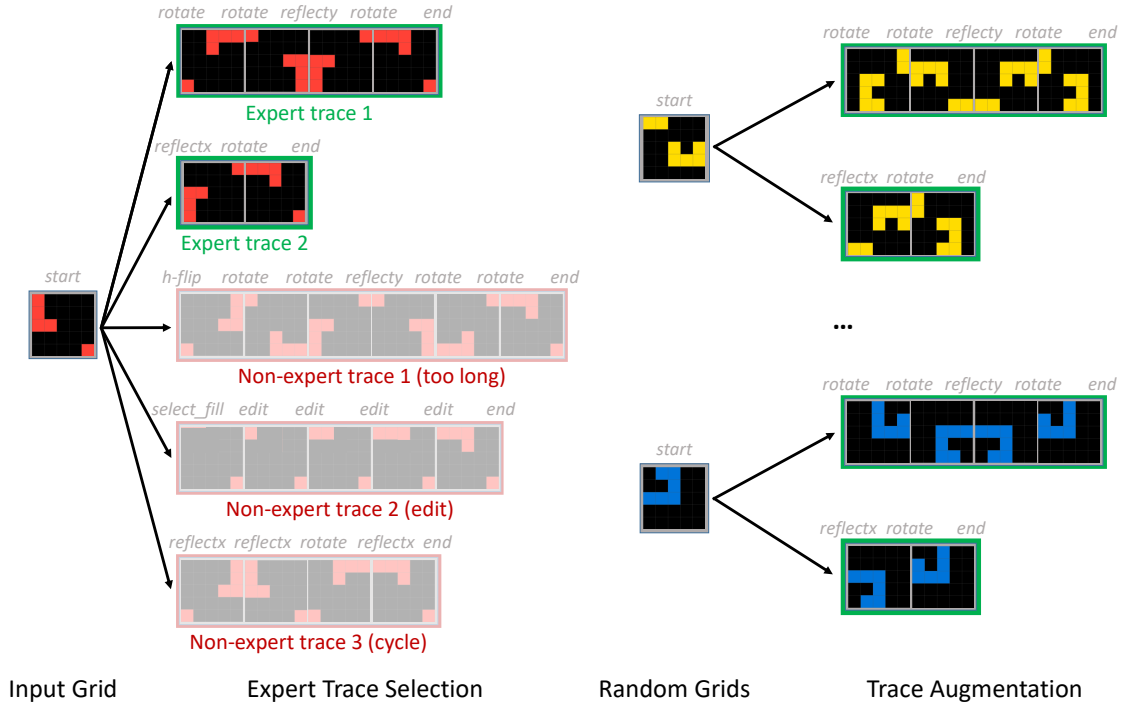 rotate rotate reflecty rotate end
Expert trace 1
reflectx rotate end
Expert trace 2
start
h-flip rotate rotate reflecty rotate rotate end
Non-expert trace 1 (too long)
select_fill edit edit edit edit end
Non-expert trace 2 (edit)
reflectx reflectx rotate reflectx end
Non-expert trace 3 (cycle)
rotate rotate reflecty rotate end
start
reflectx rotate end
...
rotate rotate reflecty rotate end
start
reflectx rotate end
Input Grid Expert Trace Selection Random Grids Trace Augmentation